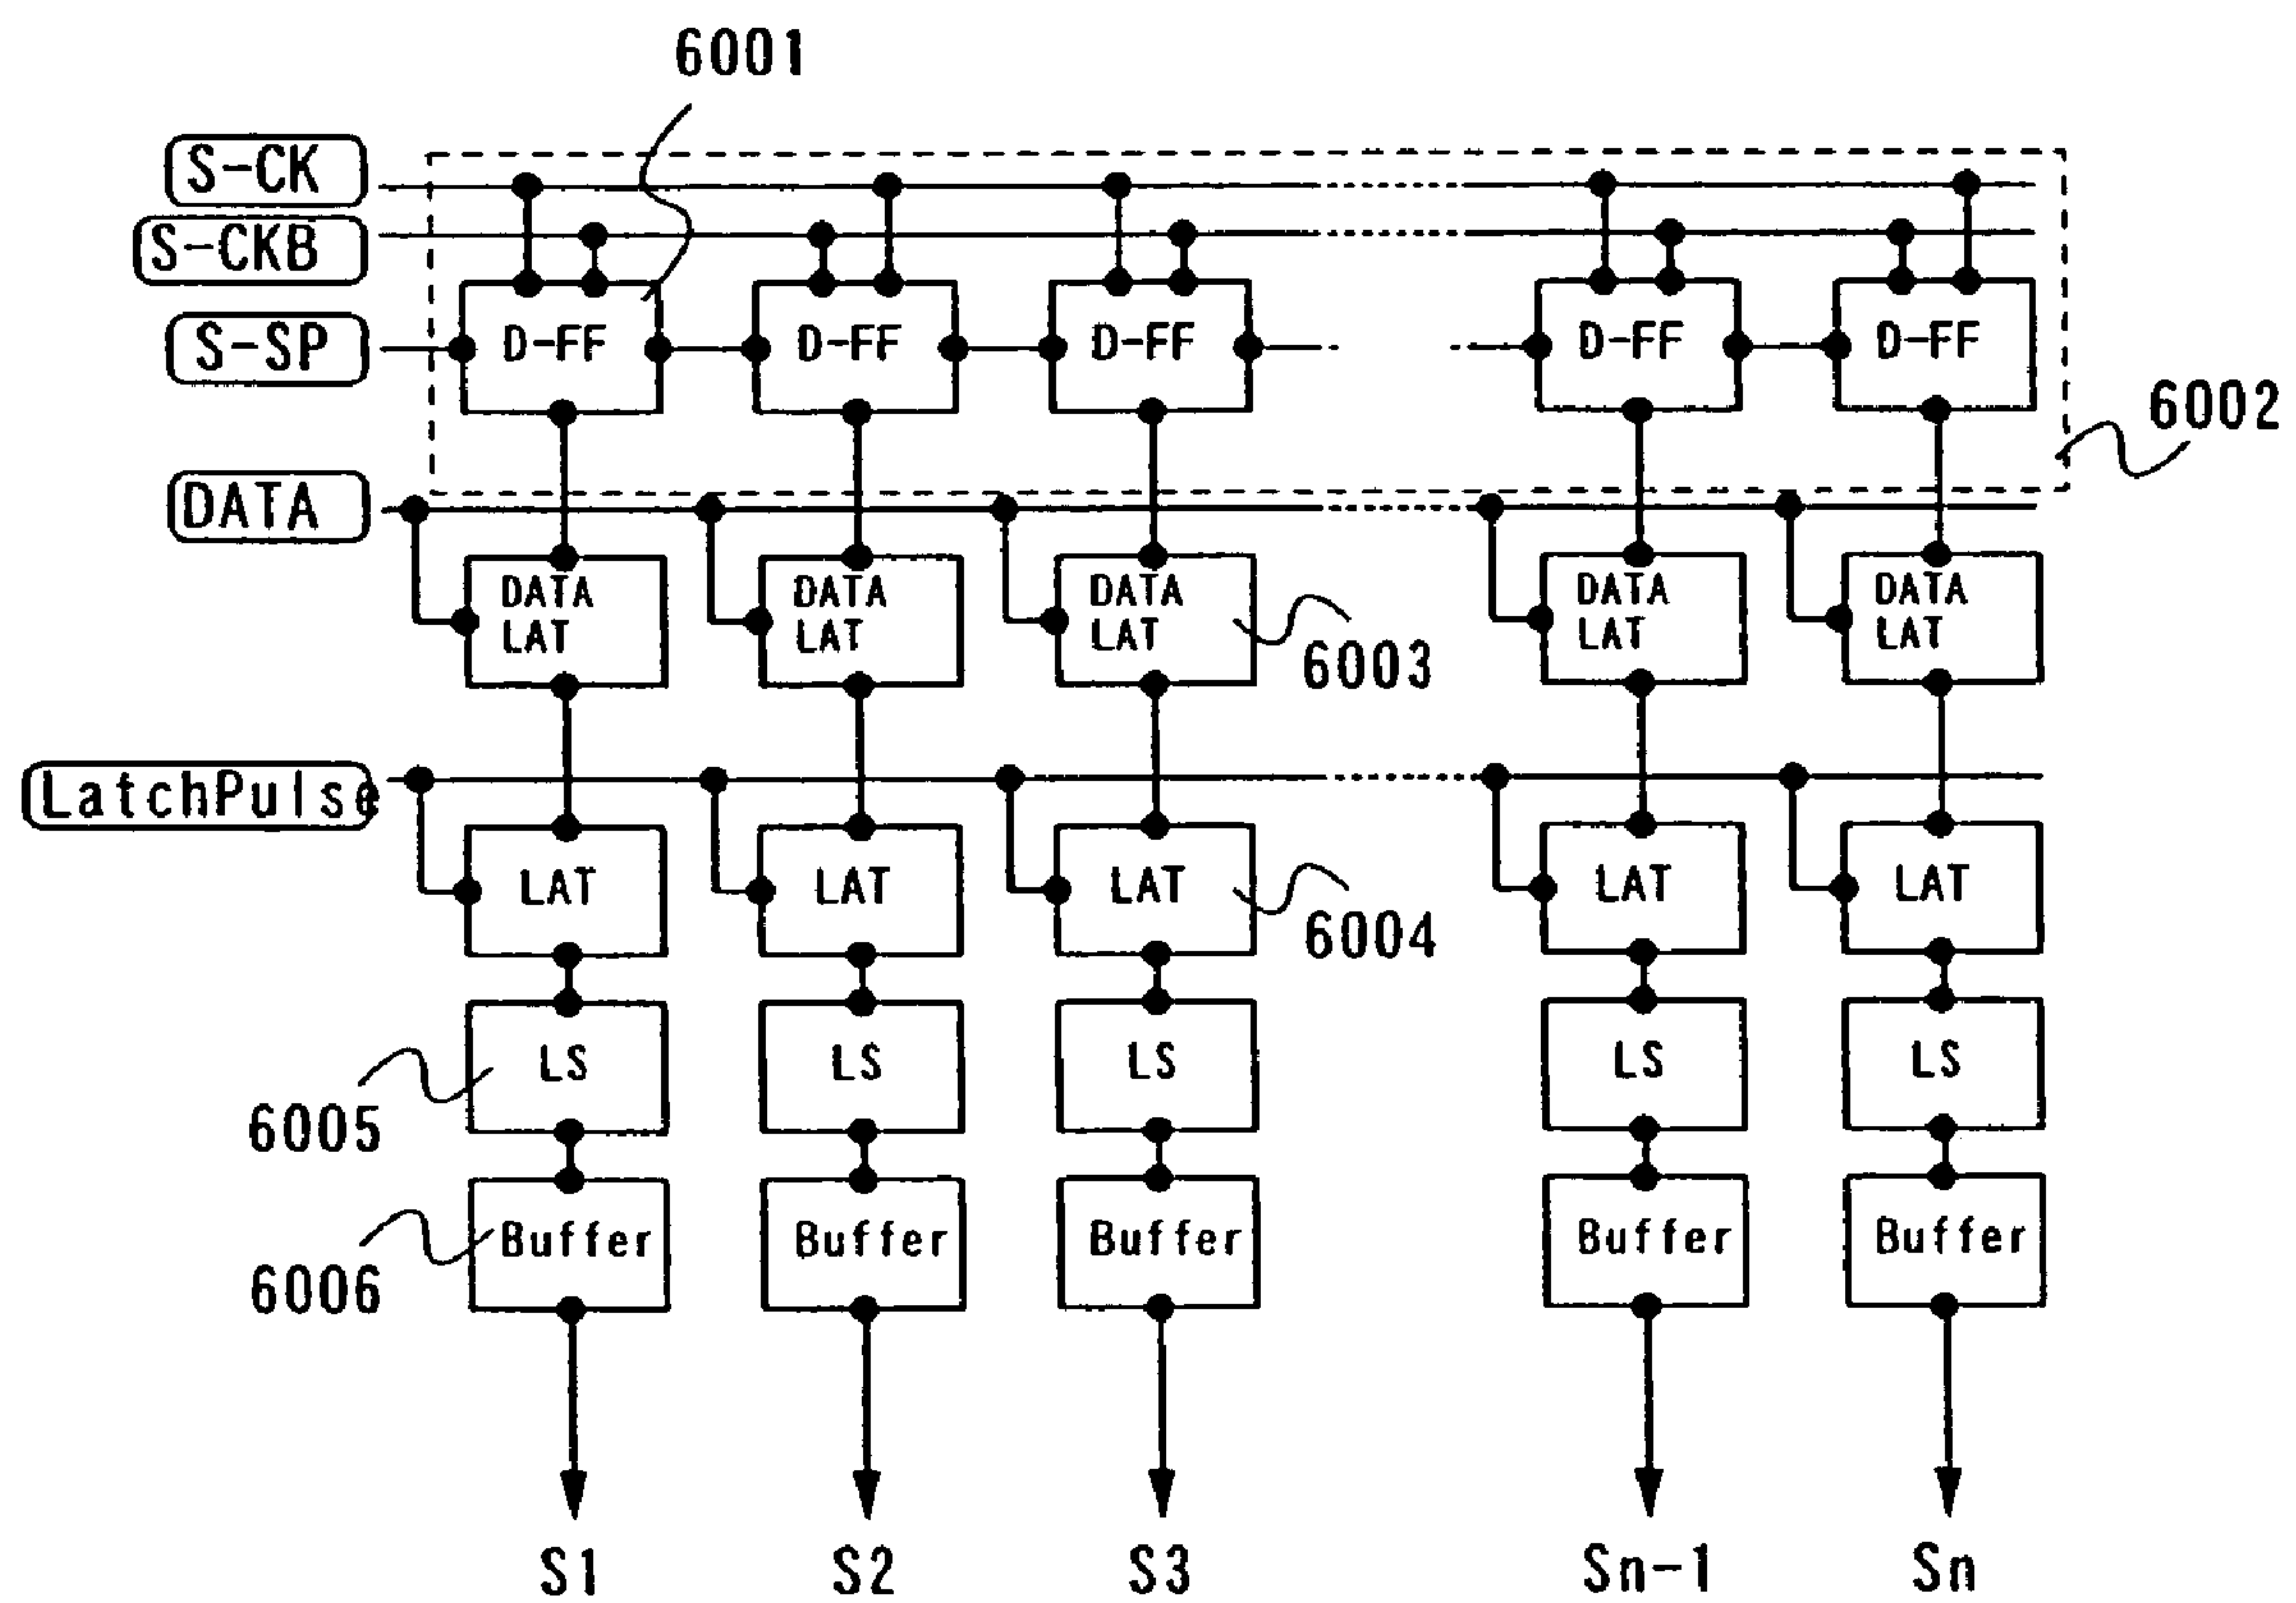 6001
S-CK
S-CKB
S-SP
D-FF D-FF D-FF D-FF D-FF
6002
DATA
DATA LAT DATA LAT DATA LAT DATA LAT DATA LAT
6003
LatchPulse
LAT LAT LAT LAT LAT
6004
LS LS LS LS LS
6005
Buffer Buffer Buffer Buffer Buffer
6006
S1 S2 S3 Sn-1 Sn